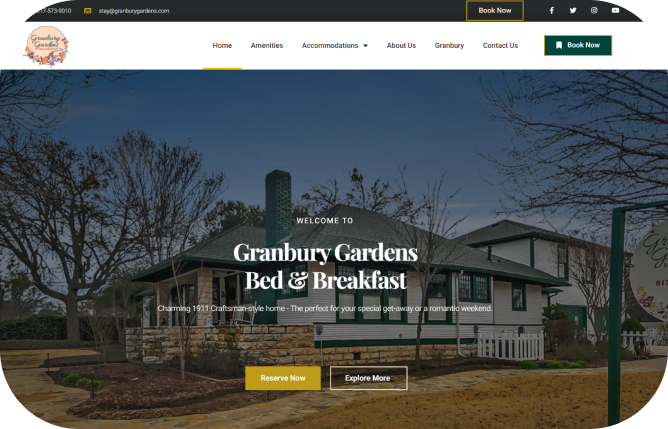 17-573-9010
stay@granburygardens.com
Book Now
Granbury
Gardens
Home
Amenities
Accommodations
About Us
Granbury
Contact Us
Book Now
WELCOME TO
Granbury Gardens
Bed & Breakfast
Charming 1911 Craftsman-style home - The perfect for your special get-away or a romantic weekend.
Reserve Now
Explore More
817